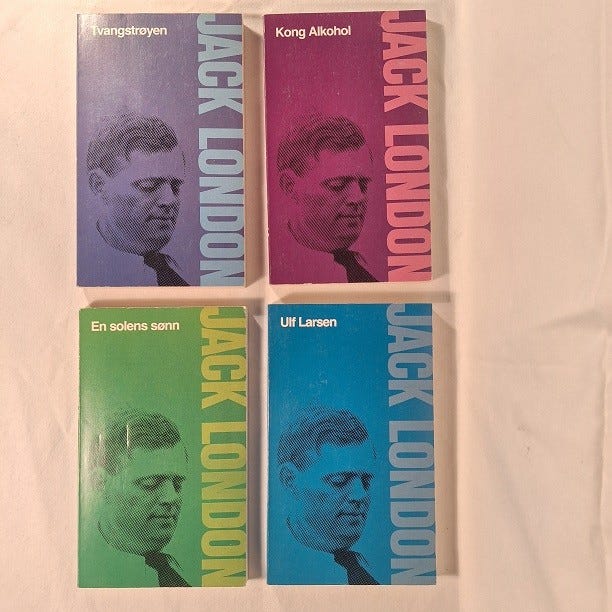 Tvangstrøyen
JACK LONDON
Kong Alkohol
JACK LONDON
En solens sønn
JACK LONDON
Ulf Larsen
JACK LONDON